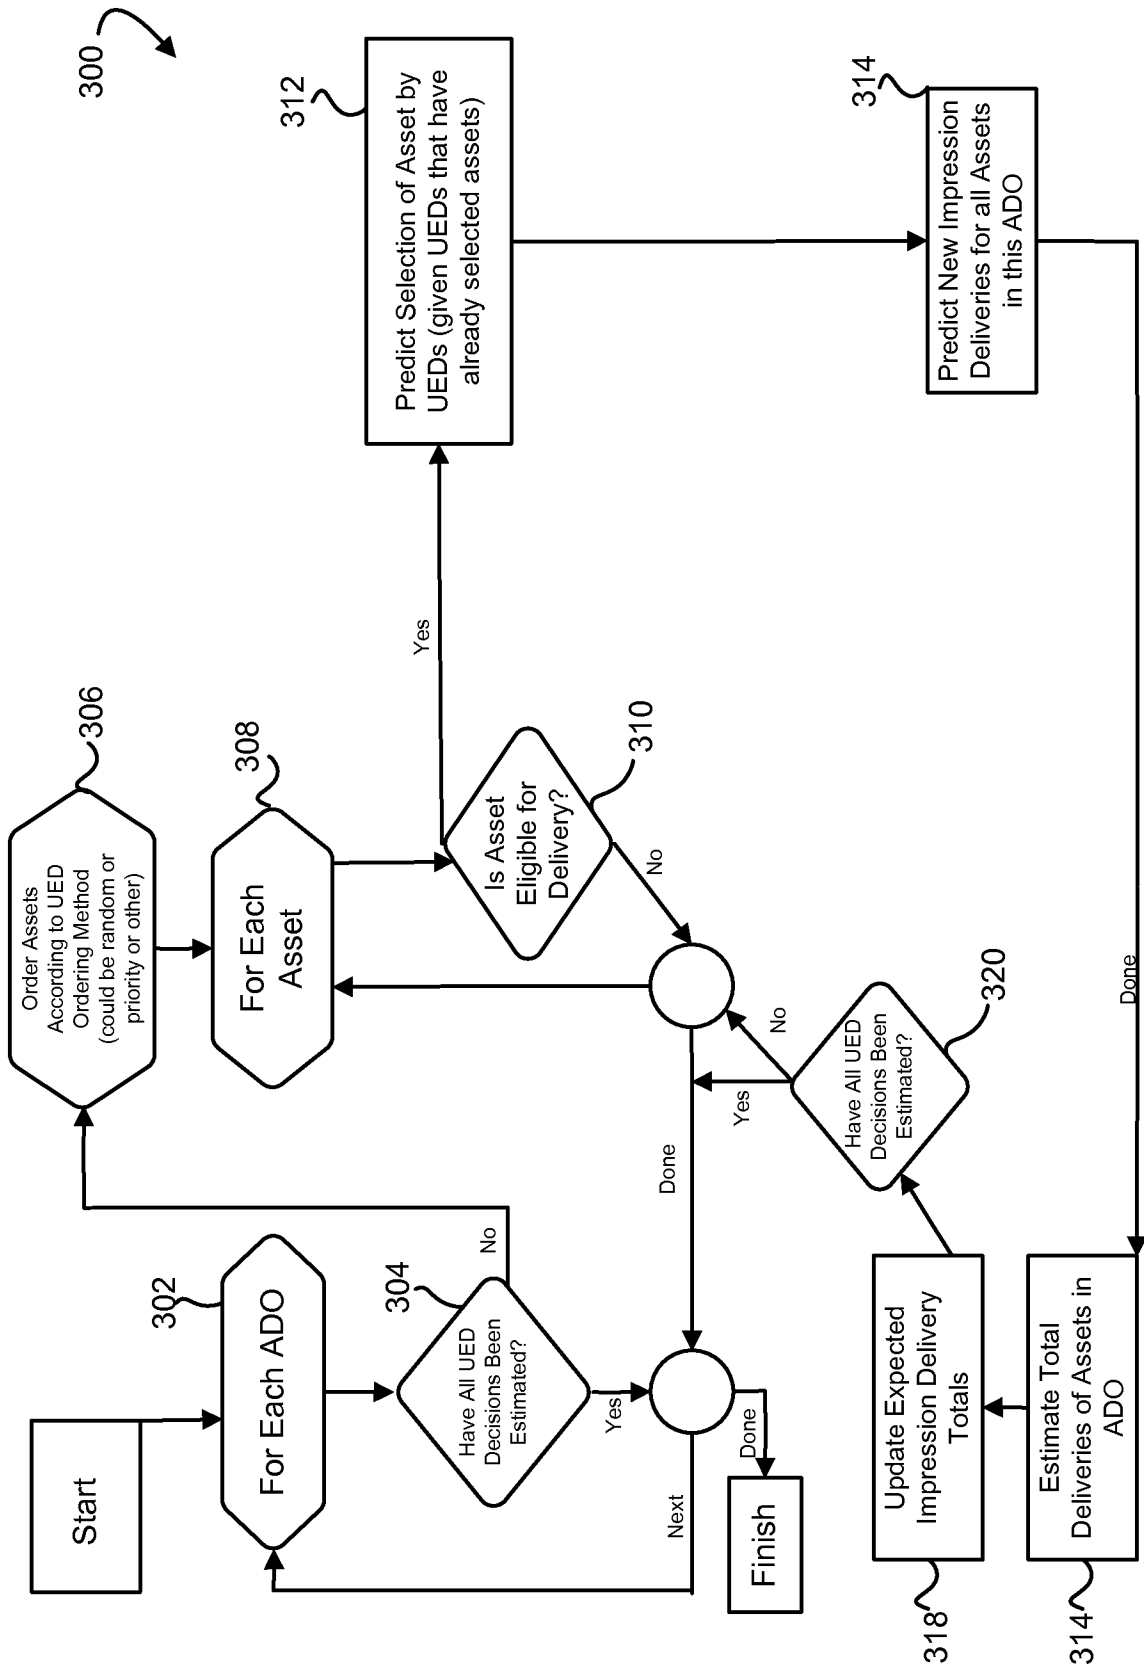 300
Start
302
For Each ADO
304
Have All UED
Decisions Been
Estimated?
No
Yes
Next
Done
Finish
306
Order Assets
According to UED
Ordering Method
(could be random or
priority or other)
308
For Each
Asset
310
Is Asset
Eligible for
Delivery?
Yes
No
Done
312
Predict Selection of Asset by
UEDs (given UEDs that have
already selected assets)
314
Predict New Impression
Deliveries for all Assets
in this ADO
Done
314
Estimate Total
Deliveries of Assets in
ADO
318
Update Expected
Impression Delivery
Totals
320
Have All UED
Decisions Been
Estimated?
Yes
No